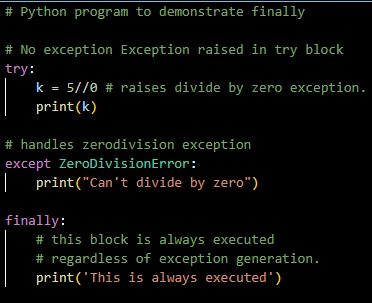 # Python program to demonstrate finally

# No exception Exception raised in try block
try:
    k = 5//0 # raises divide by zero exception.
    print(k)

# handles zerodivision exception
except ZeroDivisionError:
    print("Can't divide by zero")

finally:
    # this block is always executed
    # regardless of exception generation.
    print('This is always executed')